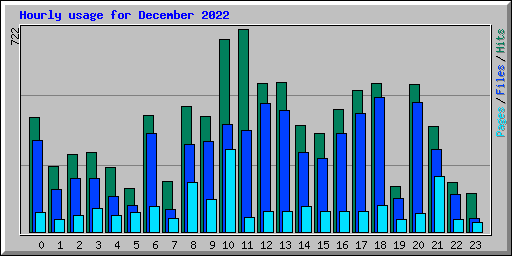 Hourly usage for December 2022
722
Pages/Files/Hits
0 1 2 3 4 5 6 7 8 9 10 11 12 13 14 15 16 17 18 19 20 21 22 23